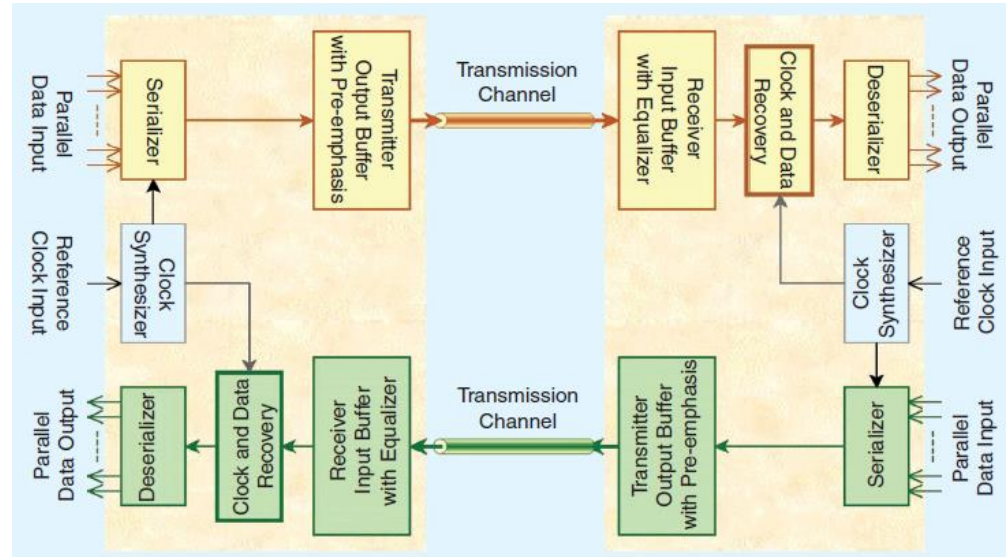 Parallel
Data Input
Serializer
Transmitter
Output Buffer
with Pre-emphasis
Transmission
Channel
Receiver
Input Buffer
with Equalizer
Clock and Data
Recovery
Deserializer
Parallel
Data Output
Reference
Clock Input
Clock
Synthesizer
Clock
Synthesizer
Reference
Clock Input
Parallel
Data Output
Deserializer
Clock and Data
Recovery
Receiver
Input Buffer
with Equalizer
Transmission
Channel
Transmitter
Output Buffer
with Pre-emphasis
Serializer
Parallel
Data Input